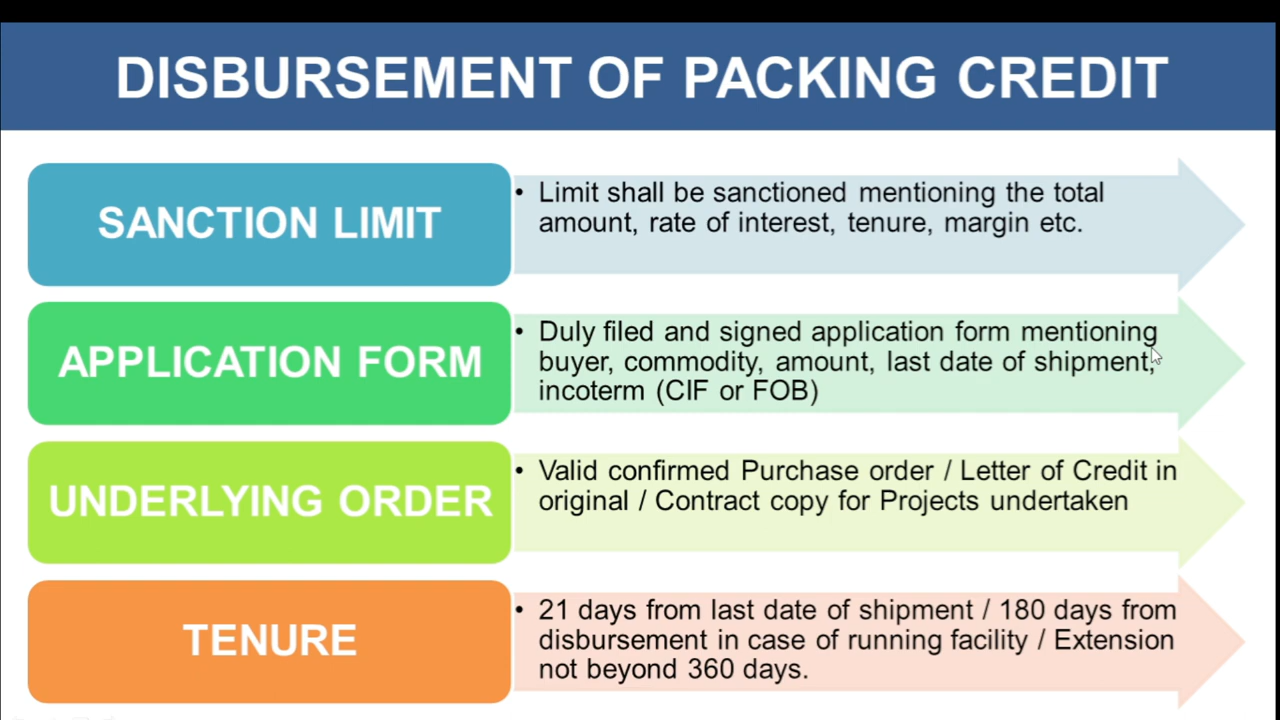 DISBURSEMENT OF PACKING CREDIT
SANCTION LIMIT
• Limit shall be sanctioned mentioning the total
amount, rate of interest, tenure, margin etc.
APPLICATION FORM
• Duly filed and signed application form mentioning
buyer, commodity, amount, last date of shipment,
incoterm (CIF or FOB)
UNDERLYING ORDER
• Valid confirmed Purchase order / Letter of Credit in
original / Contract copy for Projects undertaken
TENURE
• 21 days from last date of shipment / 180 days from
disbursement in case of running facility / Extension
not beyond 360 days.